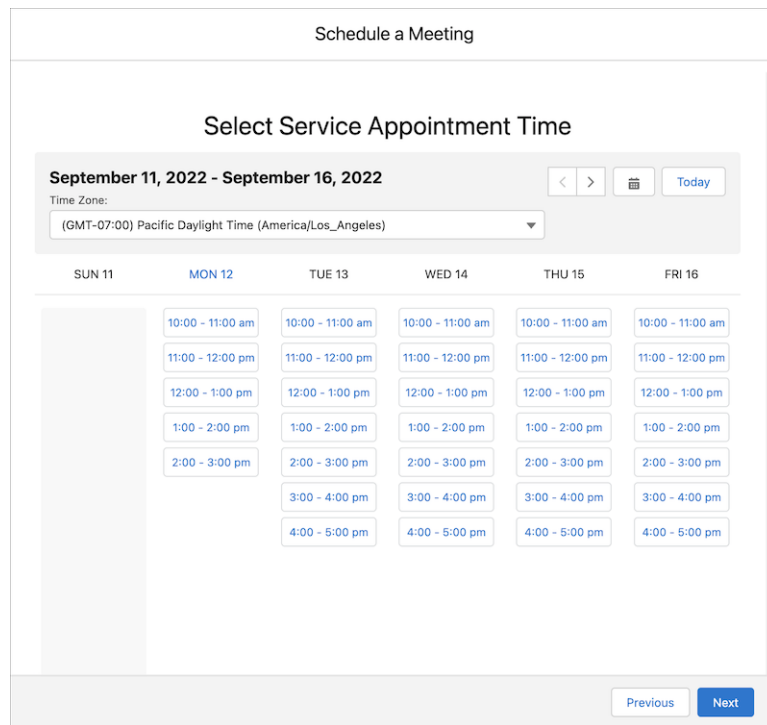 Schedule a Meeting
Select Service Appointment Time
September 11, 2022 - September 16, 2022
Today
Time Zone:
(GMT-07:00) Pacific Daylight Time (America/Los_Angeles)
SUN 11 MON 12 TUE 13 WED 14 THU 15 FRI 16
10:00 - 11:00 am 10:00 - 11:00 am 10:00 - 11:00 am 10:00 - 11:00 am 10:00 - 11:00 am
11:00 - 12:00 pm 11:00 - 12:00 pm 11:00 - 12:00 pm 11:00 - 12:00 pm 11:00 - 12:00 pm
12:00 - 1:00 pm 12:00 - 1:00 pm 12:00 - 1:00 pm 12:00 - 1:00 pm 12:00 - 1:00 pm
1:00 - 2:00 pm 1:00 - 2:00 pm 1:00 - 2:00 pm 1:00 - 2:00 pm 1:00 - 2:00 pm
2:00 - 3:00 pm 2:00 - 3:00 pm 2:00 - 3:00 pm 2:00 - 3:00 pm 2:00 - 3:00 pm
3:00 - 4:00 pm 3:00 - 4:00 pm 3:00 - 4:00 pm 3:00 - 4:00 pm
4:00 - 5:00 pm 4:00 - 5:00 pm 4:00 - 5:00 pm 4:00 - 5:00 pm
Previous Next